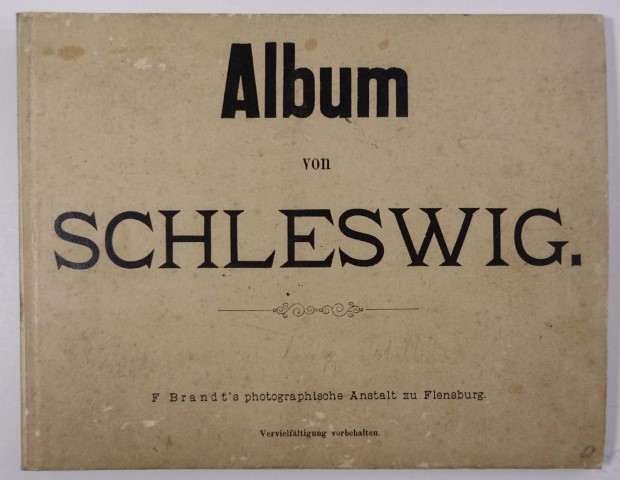 Album
von
SCHLESWIG.
F Brandt's photographische Anstalt zu Flensburg.
Vervielfältigung vorbehalten.